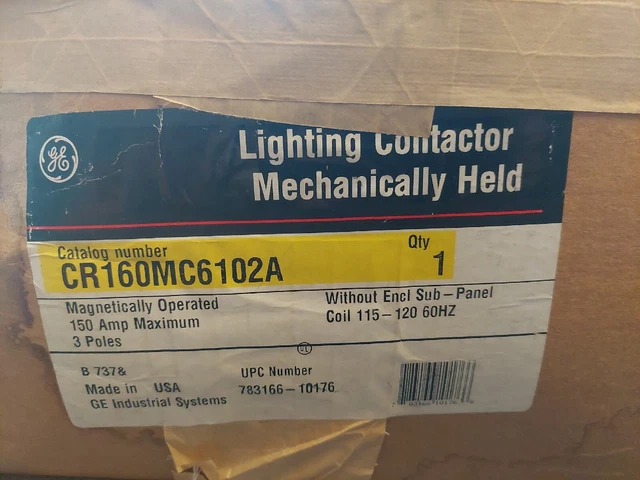 GE
Lighting Contactor
Mechanically Held
Catalog number
Qty
CR160MC6102A
1
Magnetically Operated
150 Amp Maximum
3 Poles
Without Encl Sub-Panel
Coil 115-120 60HZ
B 737&
Made in USA
GE Industrial Systems
UPC Number
783166-10176